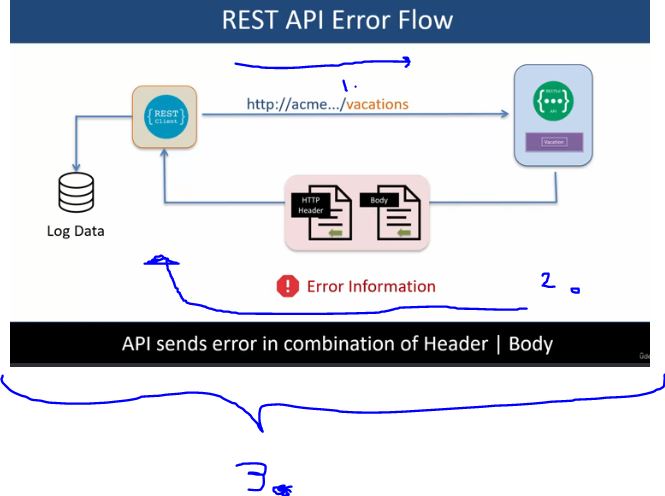 REST API Error Flow
1.
http://acme.../vacations
{REST}
Client
RESTful
{•••}
API
Vacation
HTTP
Header
Body
Log Data
! Error Information
2.
API sends error in combination of Header | Body
3.